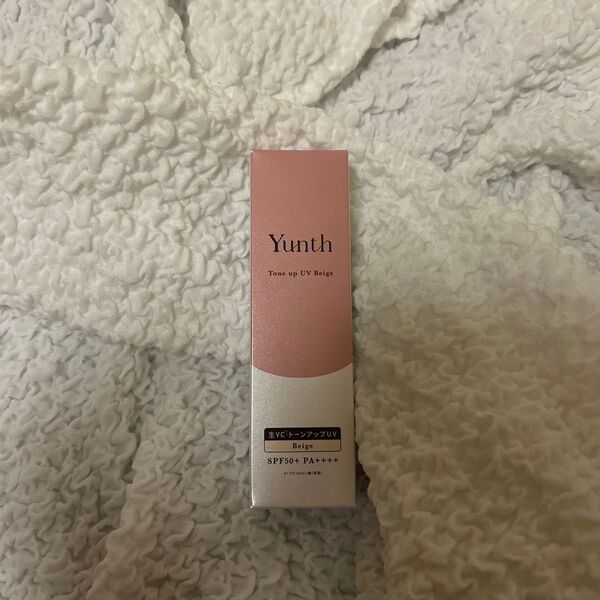 Yunth
Tone up UV Beige
生VC*トーンアップUV
Beige
SPF50+ PA++++